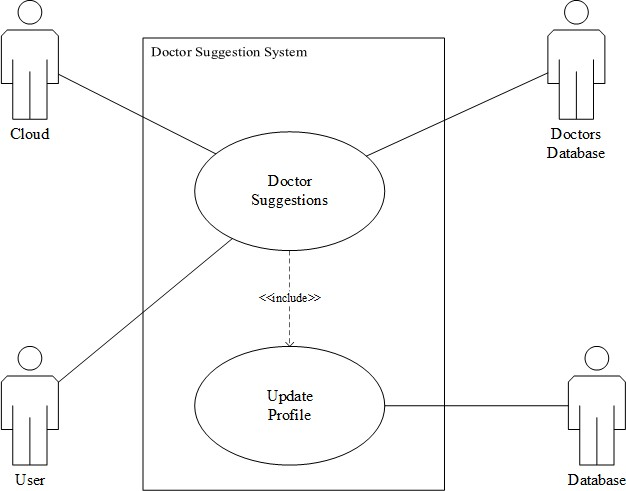 Doctor Suggestion System
Cloud
Doctors
Database
Doctor
Suggestions
<<include>>
Update
Profile
User
Database